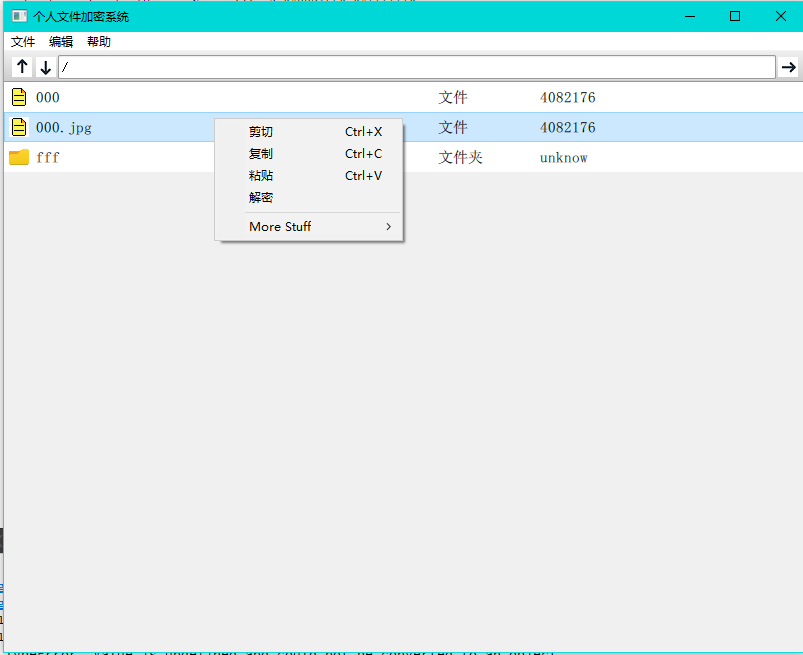 个人文件加密系统
文件 编辑 帮助
/
000 文件 4082176
000.jpg 文件 4082176
fff 文件夹 unknow
剪切 Ctrl+X
复制 Ctrl+C
粘贴 Ctrl+V
解密
More Stuff